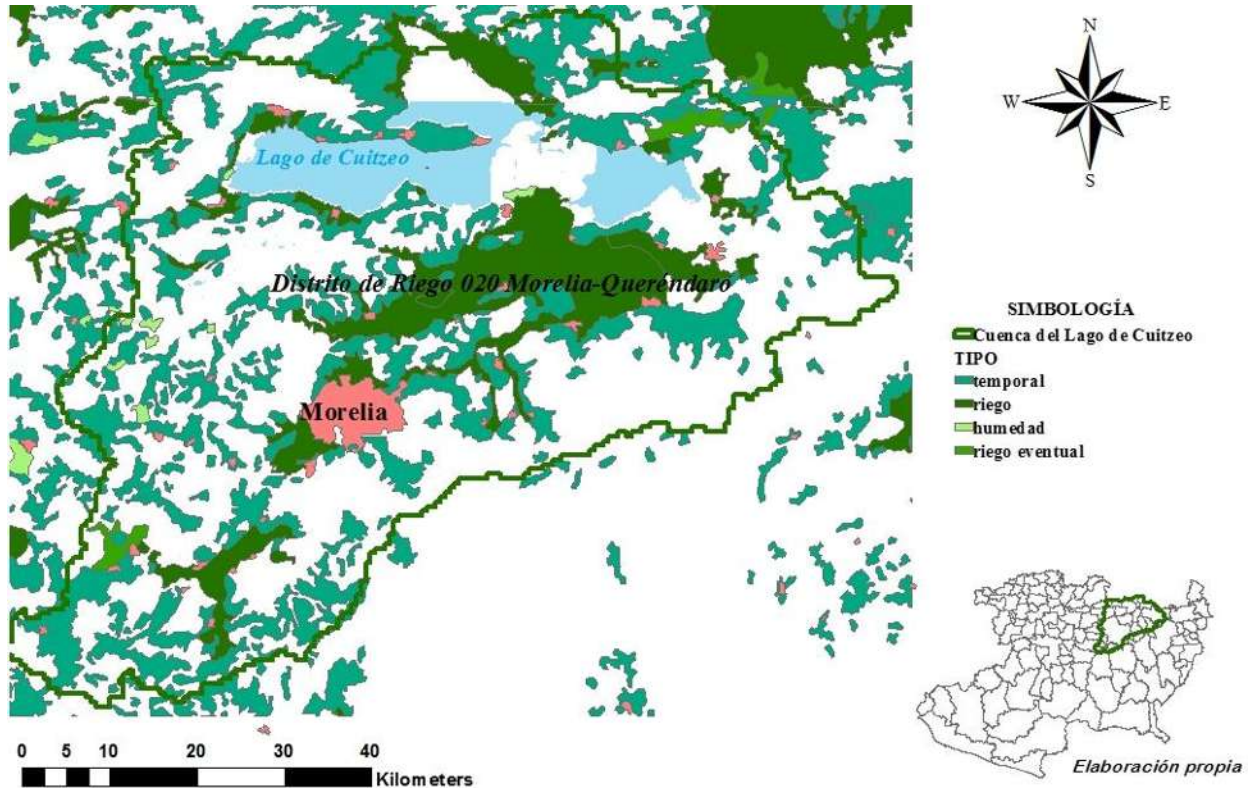 N
W
E
S
Lago de Cuitzeo
Distrito de Riego 020 Morelia-Queréndaro
Morelia
SIMBOLOGÍA
Cuenca del Lago de Cuitzeo
TIPO
temporal
riego
humedad
riego eventual
0 5 10 20 30 40
Kilometers
Elaboración propia